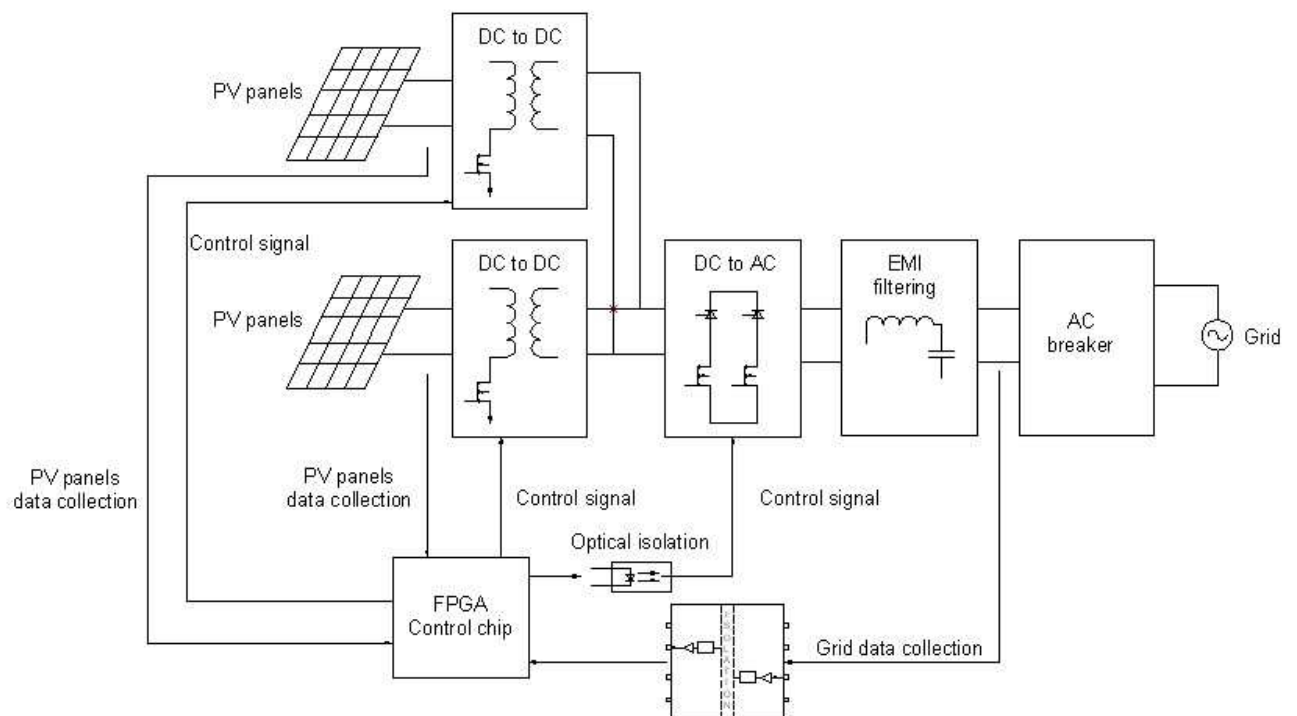 DC to DC
PV panels
Control signal
DC to DC
DC to AC
EMI
filtering
AC
breaker
PV panels
Grid
PV panels
data collection
PV panels
data collection
Control signal
Control signal
Optical isolation
FPGA
Control chip
ISOLATION
Grid data collection